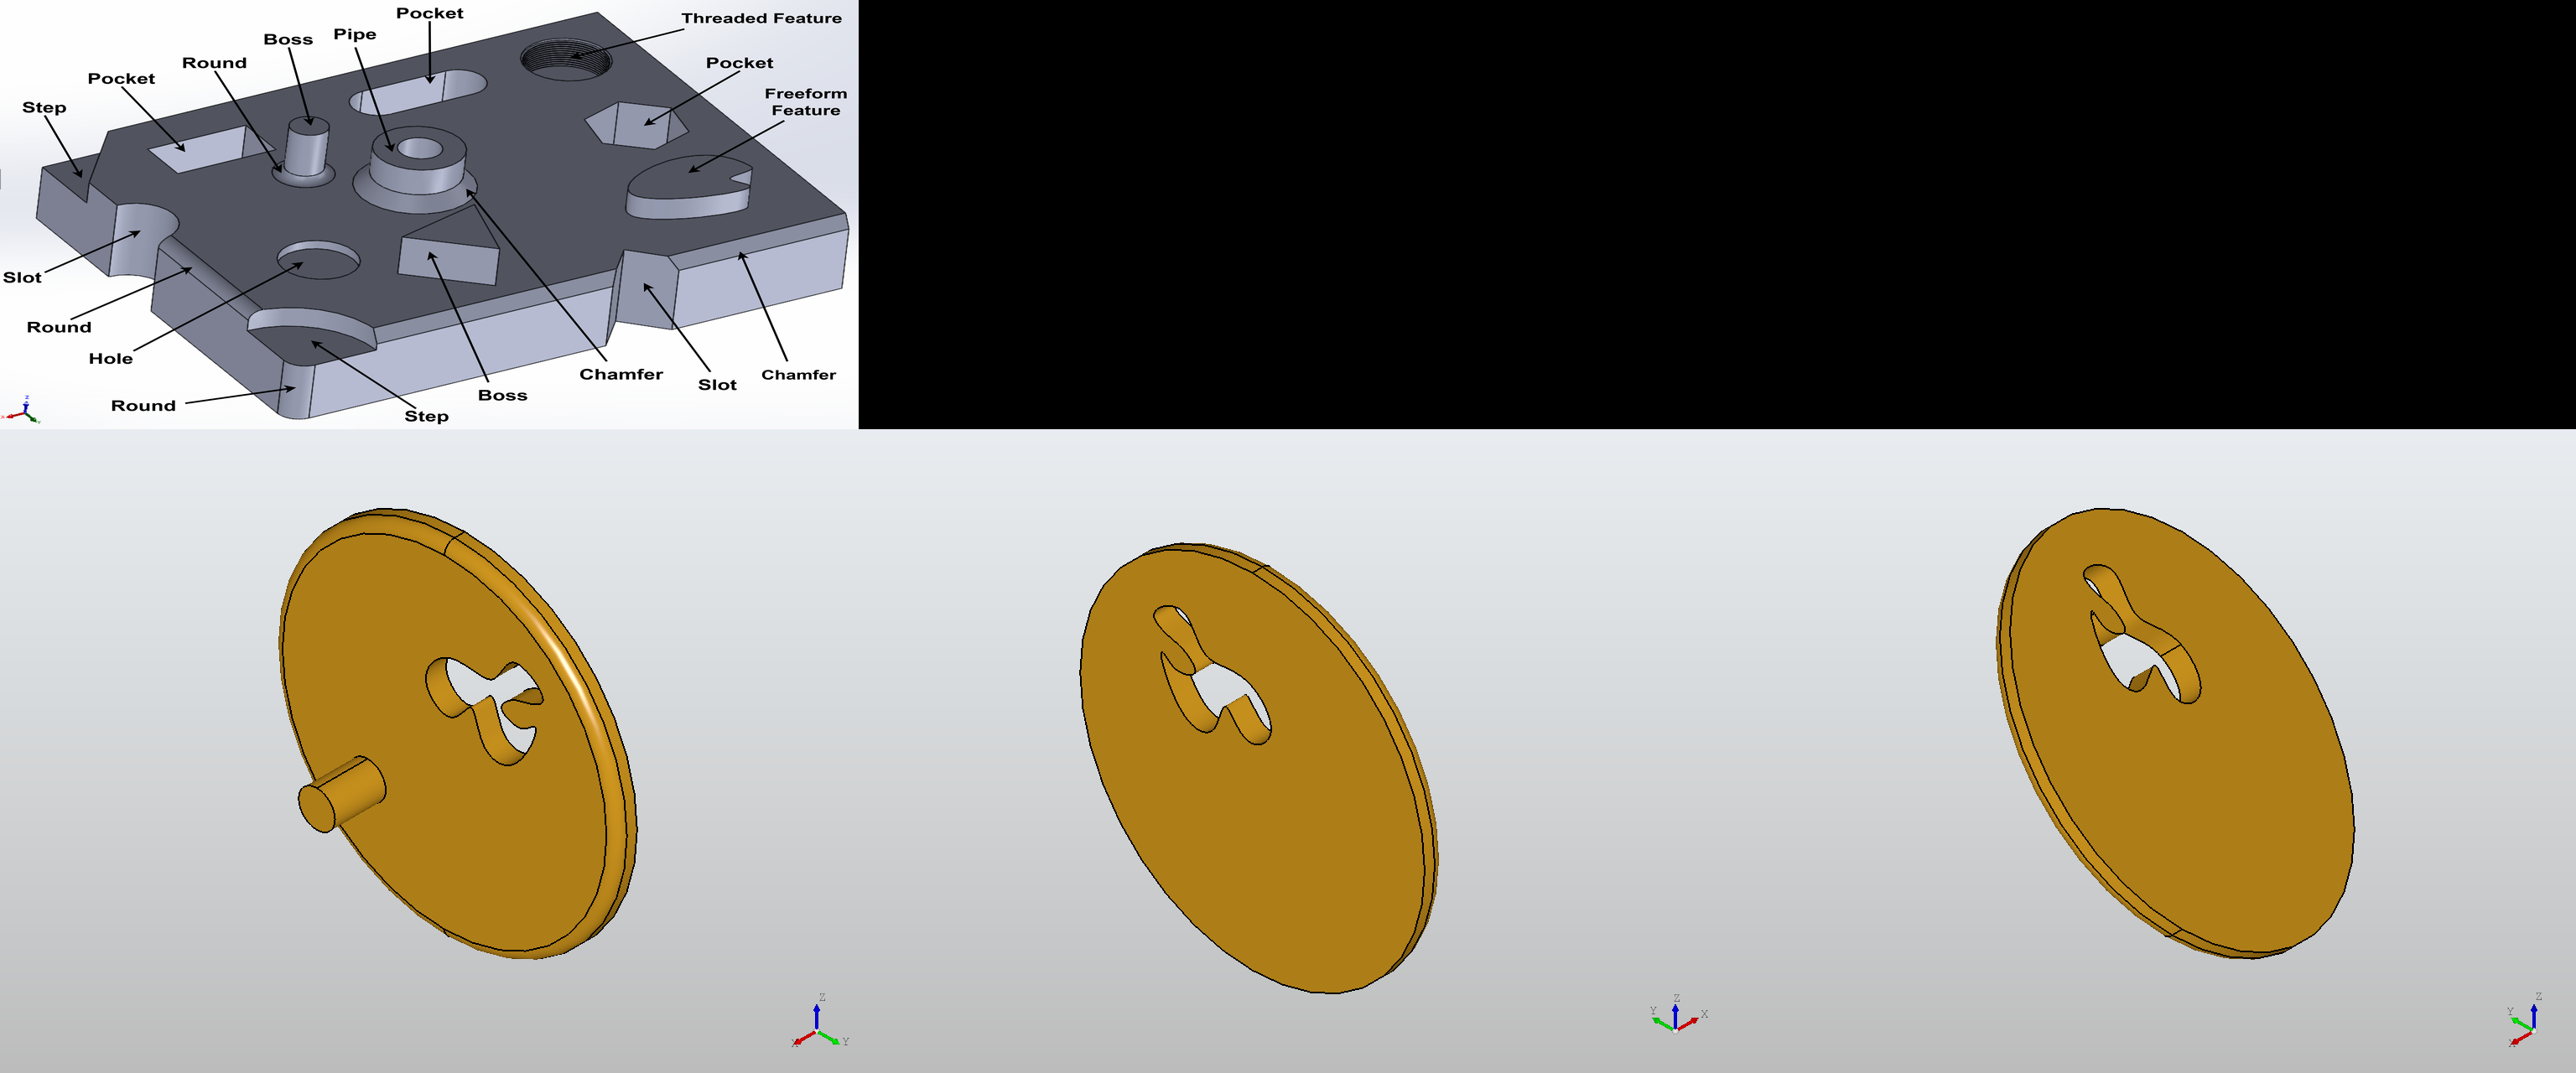 Pocket
Threaded Feature
Boss
Pipe
Round
Pocket
Pocket
Freeform
Feature
Step
Slot
Round
Hole
Chamfer
Chamfer
Slot
Boss
Round
Step
Z
X
Y
Z
Y
X
Z
Y
X